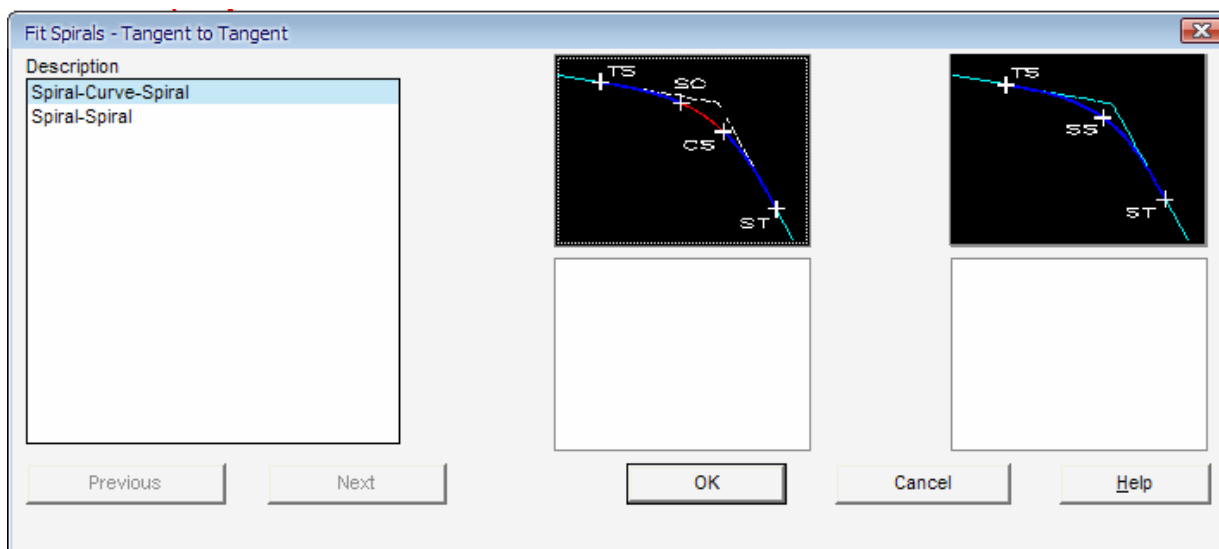 Fit Spirals - Tangent to Tangent
Description
Spiral-Curve-Spiral
Spiral-Spiral
TS
SC
CS
ST
TS
SS
ST
Previous
Next
OK
Cancel
Help